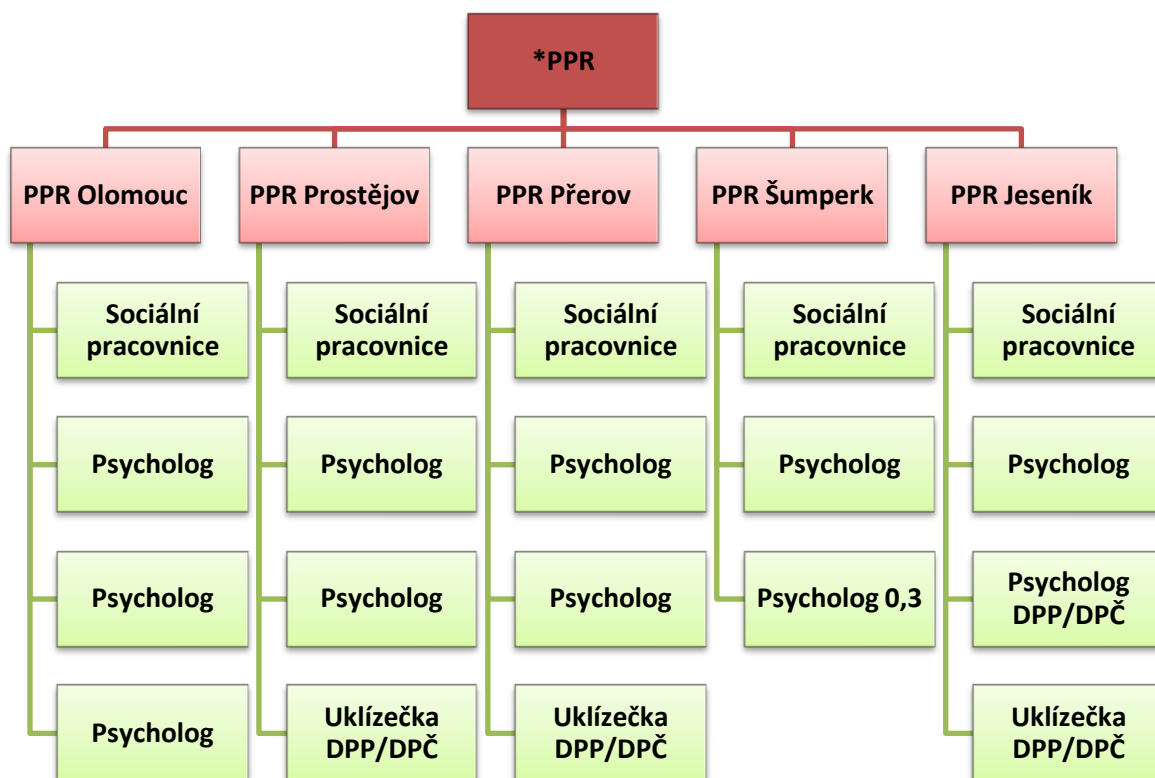 *PPR
PPR Olomouc
PPR Prostějov
PPR Přerov
PPR Šumperk
PPR Jeseník
Sociální
pracovnice
Sociální
pracovnice
Sociální
pracovnice
Sociální
pracovnice
Sociální
pracovnice
Psycholog
Psycholog
Psycholog
Psycholog
Psycholog
Psycholog
Psycholog
Psycholog
Psycholog 0,3
Psycholog
DPP/DPČ
Psycholog
Uklízečka
DPP/DPČ
Uklízečka
DPP/DPČ
Uklízečka
DPP/DPČ